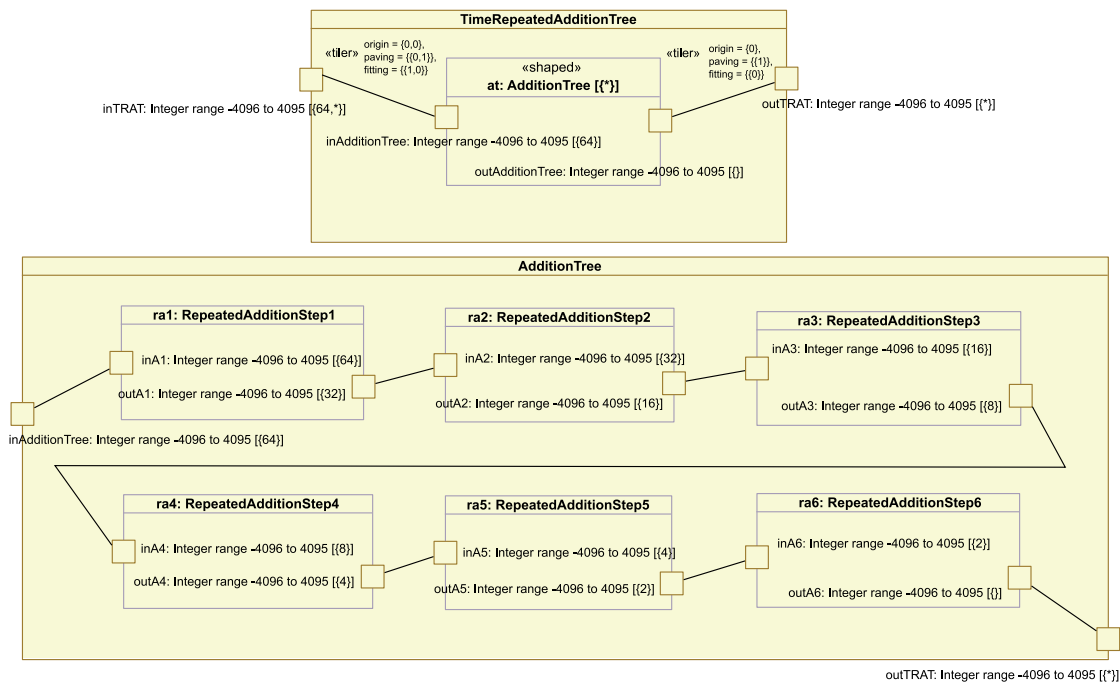 TimeRepeatedAdditionTree
«tiler»
origin = {0,0},
paving = {{0,1}},
fitting = {{1,0}}
«tiler»
origin = {0},
paving = {{1}},
fitting = {{0}}
«shaped»
at: AdditionTree [{*}]
inTRAT: Integer range -4096 to 4095 [{64,*}]
outTRAT: Integer range -4096 to 4095 [{*}]
inAdditionTree: Integer range -4096 to 4095 [{64}]
outAdditionTree: Integer range -4096 to 4095 [{}]
AdditionTree
ra1: RepeatedAdditionStep1
inA1: Integer range -4096 to 4095 [{64}]
outA1: Integer range -4096 to 4095 [{32}]
ra2: RepeatedAdditionStep2
inA2: Integer range -4096 to 4095 [{32}]
outA2: Integer range -4096 to 4095 [{16}]
ra3: RepeatedAdditionStep3
inA3: Integer range -4096 to 4095 [{16}]
outA3: Integer range -4096 to 4095 [{8}]
inAdditionTree: Integer range -4096 to 4095 [{64}]
ra4: RepeatedAdditionStep4
inA4: Integer range -4096 to 4095 [{8}]
outA4: Integer range -4096 to 4095 [{4}]
ra5: RepeatedAdditionStep5
inA5: Integer range -4096 to 4095 [{4}]
outA5: Integer range -4096 to 4095 [{2}]
ra6: RepeatedAdditionStep6
inA6: Integer range -4096 to 4095 [{2}]
outA6: Integer range -4096 to 4095 [{}]
outTRAT: Integer range -4096 to 4095 [{*}]